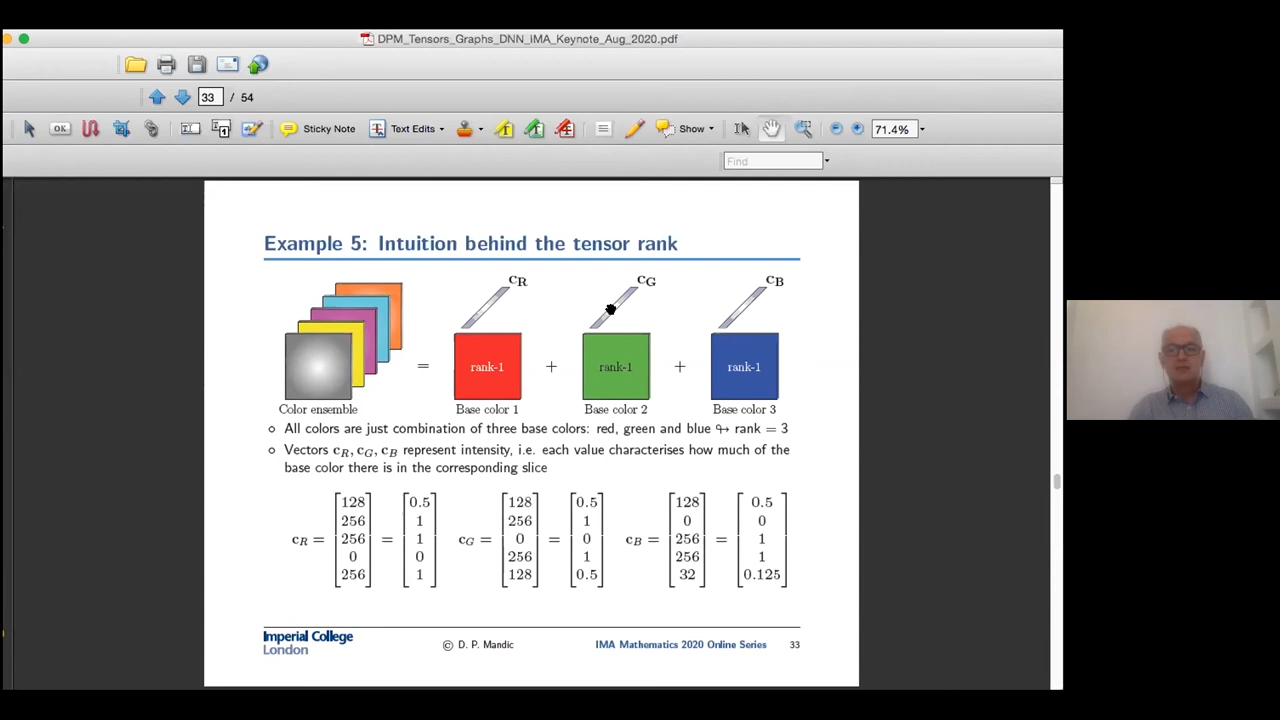 DPM_Tensors_Graphs_DNN_IMA_Keynote_Aug_2020.pdf
33 / 54
OK Sticky Note Text Edits Show 71.4%
Find
Example 5: Intuition behind the tensor rank
cR cG cB
rank-1 + rank-1 + rank-1
=
Color ensemble Base color 1 Base color 2 Base color 3
All colors are just combination of three base colors: red, green and blue ↬ rank = 3
Vectors cR, cG, cB represent intensity, i.e. each value characterises how much of the
base color there is in the corresponding slice
cR = [128 256 256 0 256] = [0.5 1 1 0 1] cG = [128 256 0 256 128] = [0.5 1 0 1 0.5] cB = [128 0 256 256 32] = [0.5 0 1 1 0.125]
Imperial College
London
© D. P. Mandic
IMA Mathematics 2020 Online Series 33